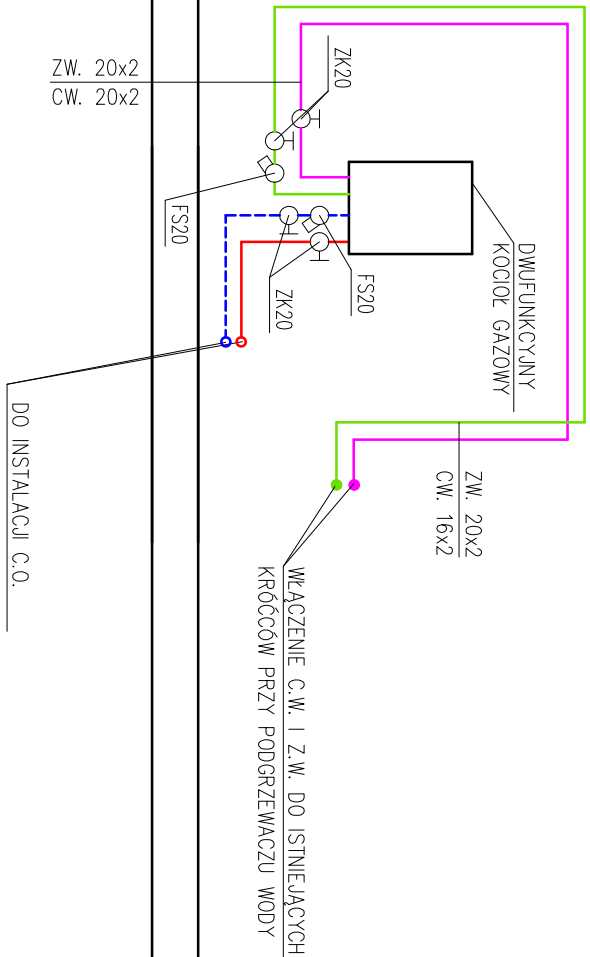 ZW. 20x2
CW. 20x2
ZK20
FS20
DWUFUNKCYJNY
KOCIOŁ GAZOWY
FS20
ZK20
DO INSTALACJI C.O.
ZW. 20x2
CW. 16x2
WŁĄCZENIE C.W. I Z.W. DO ISTNIEJĄCYCH
KRÓĆCÓW PRZY PODGRZEWACZU WODY